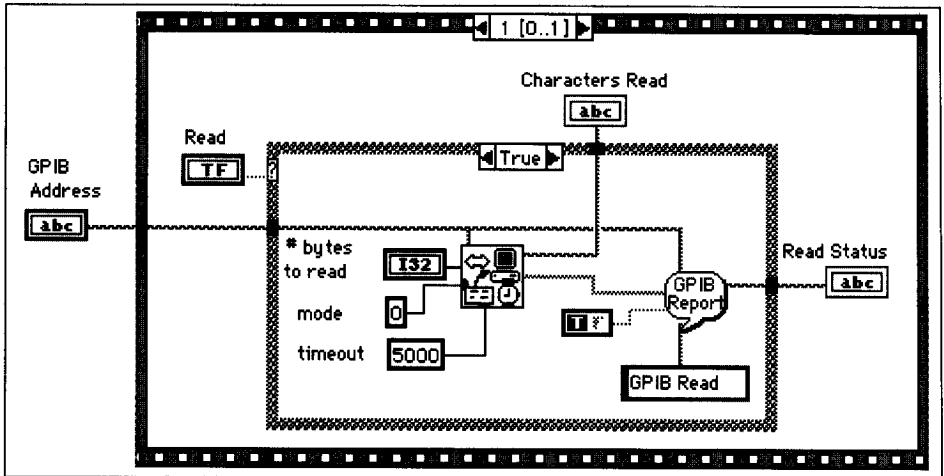 1 [0..1]
Characters Read
abc
Read
TF
True
GPIB
Address
abc
# bytes
to read
I32
mode
0
timeout
5000
GPIB
Report
T
GPIB Read
Read Status
abc
?